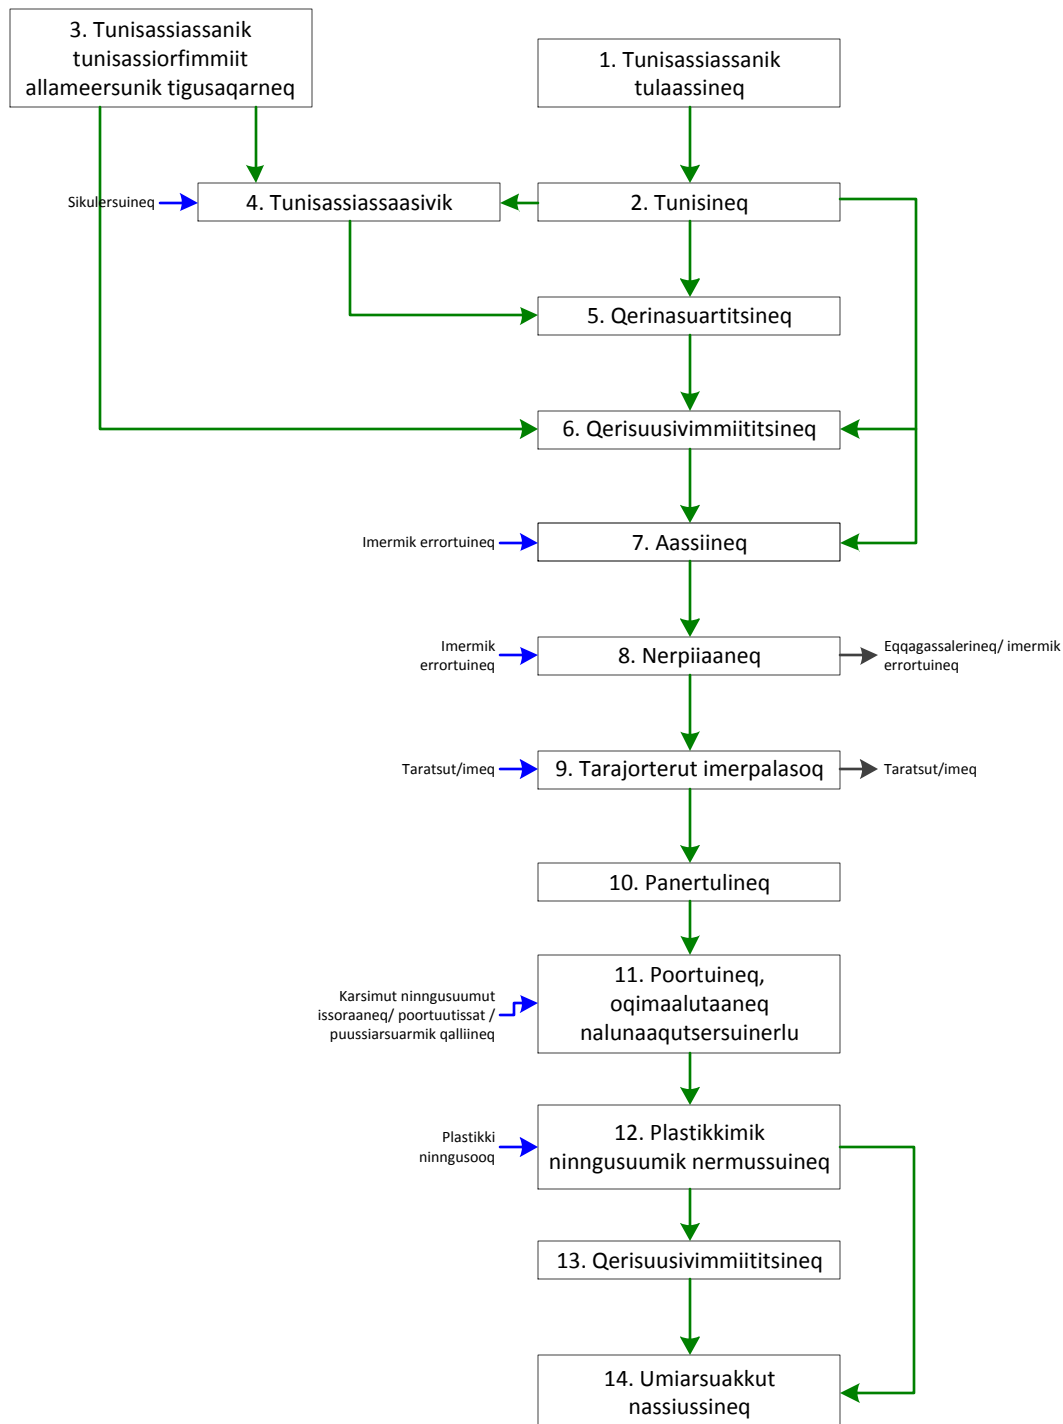 3. Tunisassiassanik
tunisassiorfimmiit
allameersunik tigusaqarneq
1. Tunisassiassanik
tulaassineq
Sikulersuineq
4. Tunisassiassaasivik
2. Tunisineq
5. Qerinasuartitsineq
6. Qerisuusivimmiititsineq
Imermik errortuineq
7. Aassiineq
Imermik
errortuineq
8. Nerpiiaaneq
Eqqagassalerineq/ imermik
errortuineq
Taratsut/imeq
9. Tarajorterut imerpalasoq
Taratsut/imeq
10. Panertulineq
Karsimut ninngusuumut
issoraaneq/ poortuutissat /
puussiarsuarmik qalliineq
11. Poortuineq,
oqimaalutaaneq
nalunaaqutsersuinerlu
Plastikki
ninngusooq
12. Plastikkimik
ninngusuumik nermussuineq
13. Qerisuusivimmiititsineq
14. Umiarsuakkut
nassiussineq